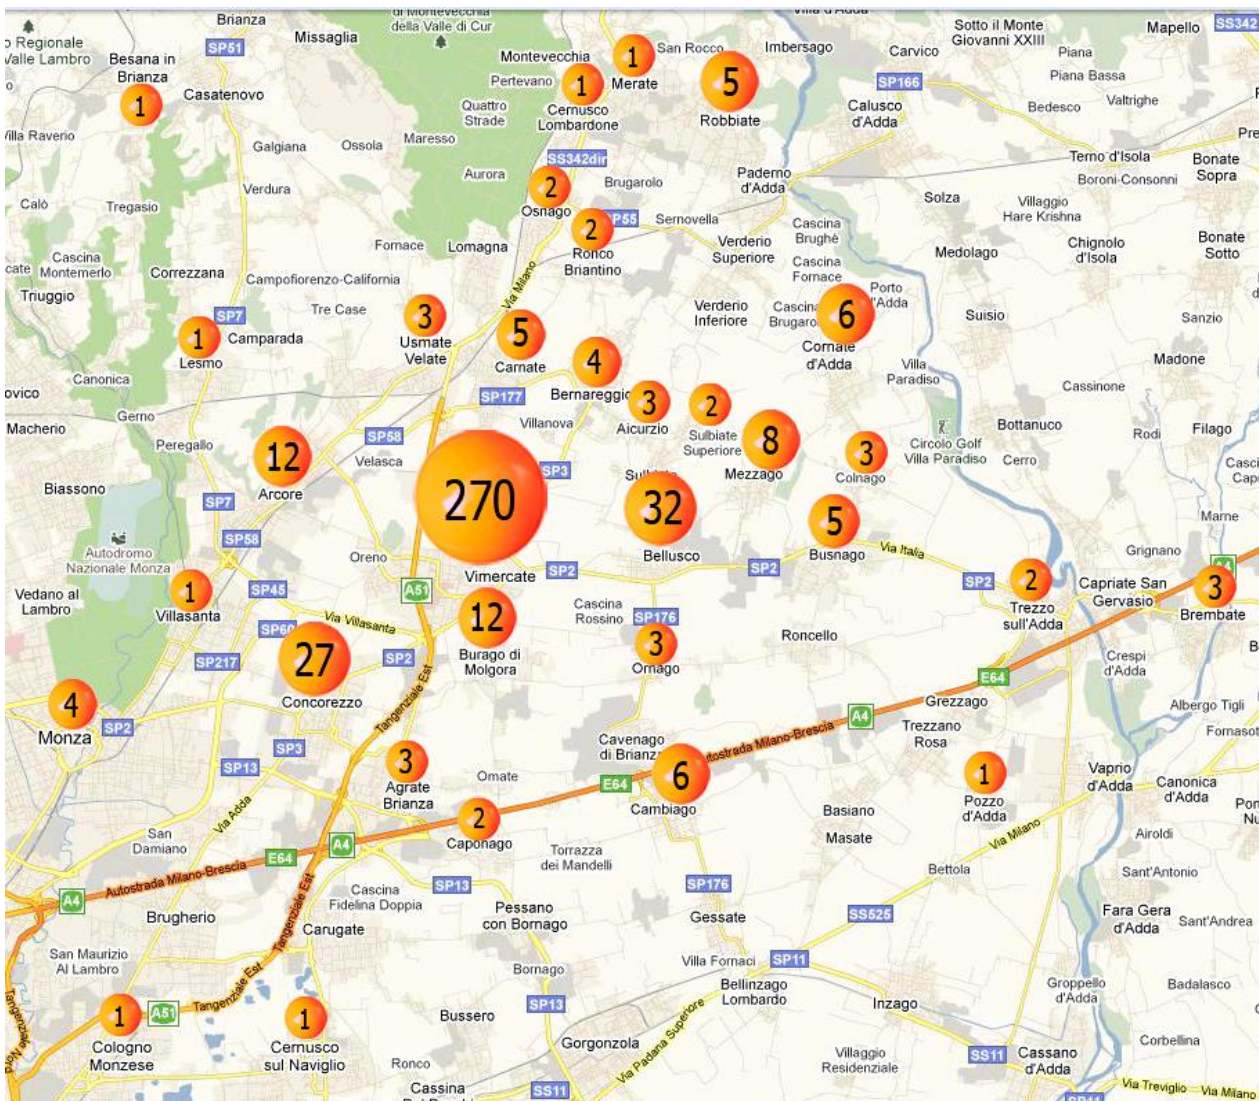 di Montevecchia
della Valle di Cur
Villa d'Adda
Brianza
SP51
Missaglia
Sotto il Monte
Giovanni XXIII
Mapello
SS342
o Regionale
Valle Lambro
Besana in
Brianza
Montevecchia
1
San Rocco
Imbersago
Carvico
Piana
Piana Bassa
Pertevano
Merate
5
SP166
Casatenovo
1
1
Quattro
Strade
Cernusco
Lombardone
Robbiate
Calusco
d'Adda
Bedesco
Valtrighe
Villa Raverio
Maresso
Galgiana
Ossola
SS342dir
Terno d'Isola
Bonate
Sopra
Aurora
2
Brugarolo
Paderno
d'Adda
Boroni-Consonni
Verdura
Calò
Tregasio
Osnago
SP55
Sernovella
Solza
Villaggio
Hare Krishna
Fornace
Lomagna
2
Ronco
Briantino
Verderio
Superiore
Cascina
Brughè
Medolago
Chignolo
d'Isola
Bonate
Sotto
Cascina
Montemerlo
Correzzana
Campofiorenzo-California
Via Milano
Cascina
Fornace
Porto
d'Adda
Triuggio
Tre Case
SP7
3
5
Verderio
Inferiore
Cascina
Brugaro
6
Suisio
Sanzio
1
Camparada
Lesmo
Usmate
Velate
Carnate
4
Cornate
d'Adda
Villa
Paradiso
Madone
Canonica
Bernareggio
3
2
Cassinone
SP177
Gerno
Macherio
Peregallo
Villanova
Aicurzio
Sulbiate
Superiore
8
Bottanuco
Rodi
Filago
SP58
12
Velasca
3
Circolo Golf
Villa Paradiso
Mezzago
Cerro
Colnago
Biassono
Arcore
270
SP3
32
5
Marne
SP7
Autodromo
Nazionale Monza
SP58
Oreno
Bellusco
Busnago
Via Italia
Grignano
A4
Vimercate
SP2
SP2
SP2
2
Capriate San
Gervasio
3
Vedano al
Lambro
1
SP45
A51
Villasanta
Via Villasanta
SP60
12
Cascina
Rossino
SP176
Roncello
Trezzo
sull'Adda
Brembate
SP217
27
SP2
Burago di
Molgora
3
Ornago
Crespi
d'Adda
Concorezzo
E64
Grezzago
4
Monza
SP2
Tangenziale Est
A4
Trezzano
Rosa
Albergo Tigli
SP3
SP13
3
Agrate
Brianza
Omate
Cavenago
di Brianza
Autostrada Milano-Brescia
E64
6
Cambiago
1
Pozzo
d'Adda
Vaprio
d'Adda
Canonica
d'Adda
Via Adda
2
Caponago
Basiano
Masate
Via Milano
San
Damiano
A4
E64
Torrazza
dei Mandelli
Airoldi
Autostrada Milano-Brescia
A4
Cascina
Fidelina Doppia
SP13
SP176
Bettola
Sant'Antonio
Tangenziale Est
Brugherio
Carugate
Pessano
con Bornago
Gessate
SS525
Fara Gera
d'Adda
Sant'Andrea
San Maurizio
Al Lambro
Bornago
Villa Fornaci
SP11
Tangenziale Est
SP13
Bellinzago
Lombardo
Inzago
Groppello
d'Adda
Badalasco
1
A51
1
Bussero
Cologno
Monzese
Cernusco
sul Naviglio
Gorgonzola
Via Padana Superiore
Corbellina
Tangenziale Nord
Ronco
Villaggio
Residenziale
SS11
Cassano
d'Adda
Cassina
SS11
SP11
Via Treviglio
Via Milano